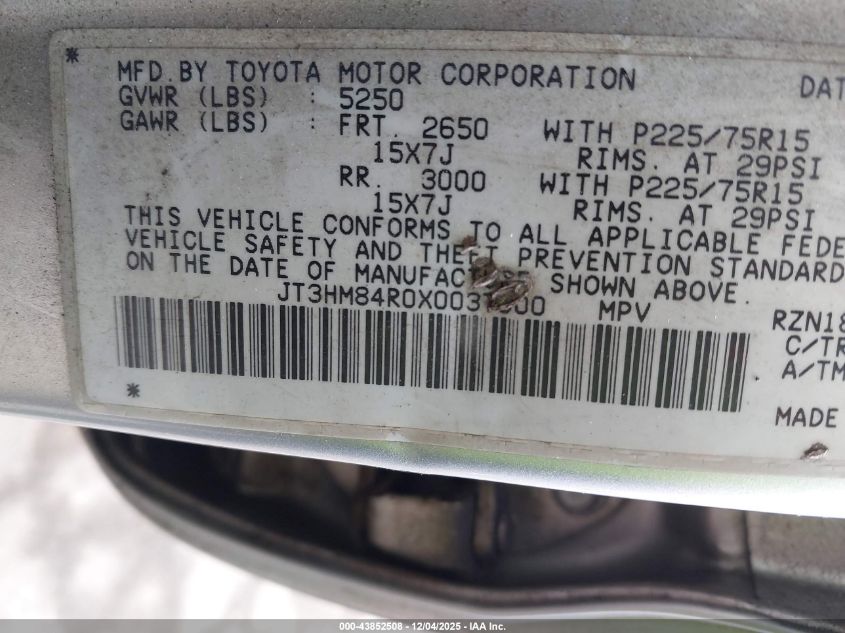 * MFD.BY TOYOTA MOTOR CORPORATION DAT
GVWR (LBS) : 5250
GAWR (LBS) : FRT. 2650 WITH P225/75R15
15X7J RIMS. AT 29PSI
RR. 3000 WITH P225/75R15
15X7J RIMS. AT 29PSI
THIS VEHICLE CONFORMS TO ALL APPLICABLE FEDE
VEHICLE SAFETY AND THEFT PREVENTION STANDARD
ON THE DATE OF MANUFACTURE SHOWN ABOVE.
MPV RZN18
C/TR
A/TM
* MADE
000-43852508 - 12/04/2025 - IAA Inc.